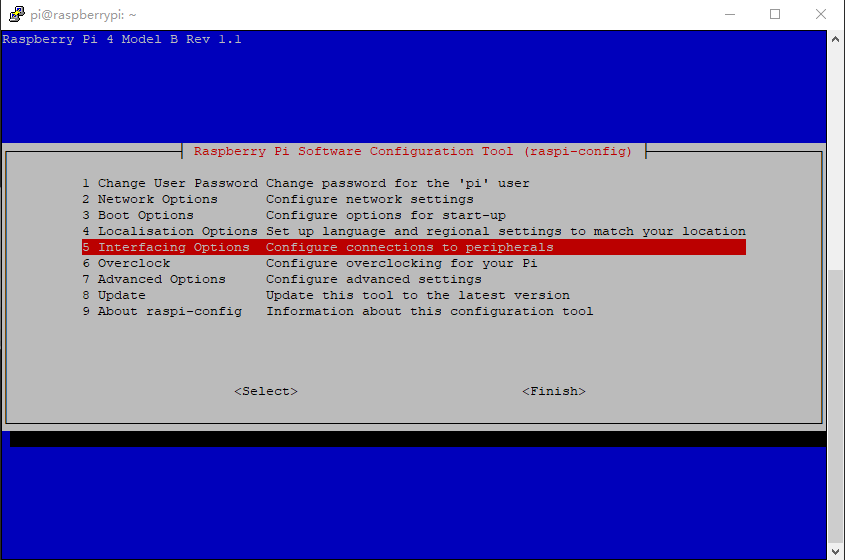 pi@raspberrypi: ~
Raspberry Pi 4 Model B Rev 1.1
Raspberry Pi Software Configuration Tool (raspi-config)
1 Change User Password Change password for the 'pi' user
2 Network Options Configure network settings
3 Boot Options Configure options for start-up
4 Localisation Options Set up language and regional settings to match your location
5 Interfacing Options Configure connections to peripherals
6 Overclock Configure overclocking for your Pi
7 Advanced Options Configure advanced settings
8 Update Update this tool to the latest version
9 About raspi-config Information about this configuration tool
<Select> <Finish>